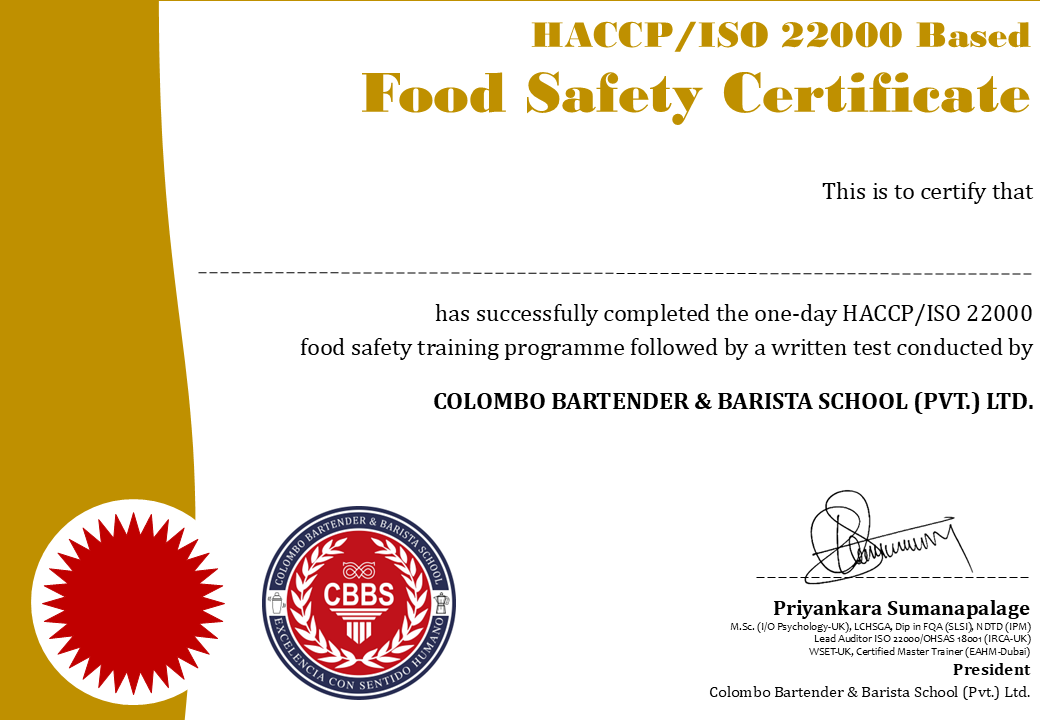 HACCP/ISO 22000 Based
Food Safety Certificate
This is to certify that
has successfully completed the one-day HACCP/ISO 22000
food safety training programme followed by a written test conducted by
COLOMBO BARTENDER & BARISTA SCHOOL (PVT.) LTD.
COLOMBO BARTENDER & BARISTA SCHOOL
CBBS
EXCELENCIA CON SENTIDO HUMANO
Priyankara Sumanapalage
M.Sc. (I/O Psychology-UK), LCHSGA, Dip in FQA (SLSI), NDTD (IPM)
Lead Auditor ISO 22000/OHSAS 18001 (IRCA-UK)
WSET-UK, Certified Master Trainer (EAHM-Dubai)
President
Colombo Bartender & Barista School (Pvt.) Ltd.